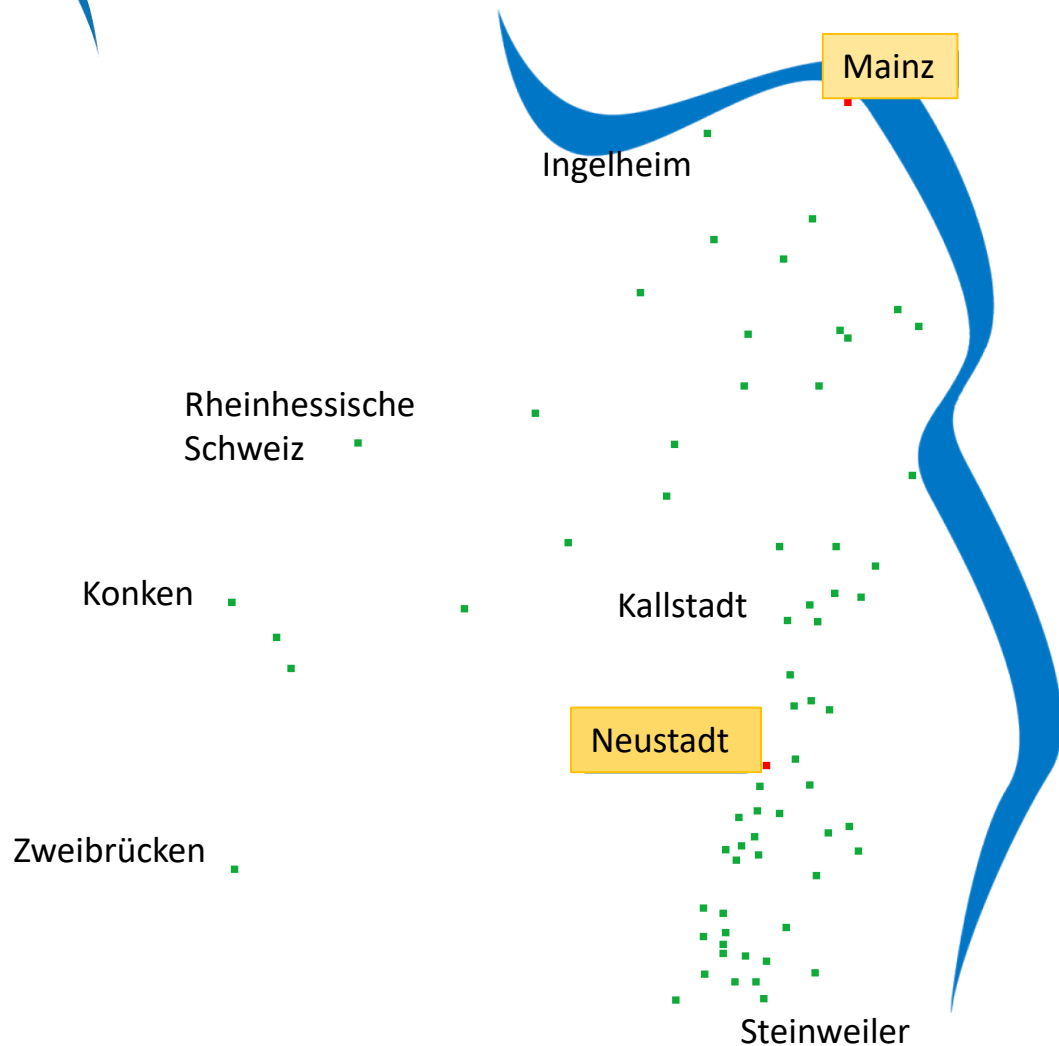 Mainz
Ingelheim
Rheinhessische
Schweiz
Konken
Kallstadt
Neustadt
Zweibrücken
Steinweiler